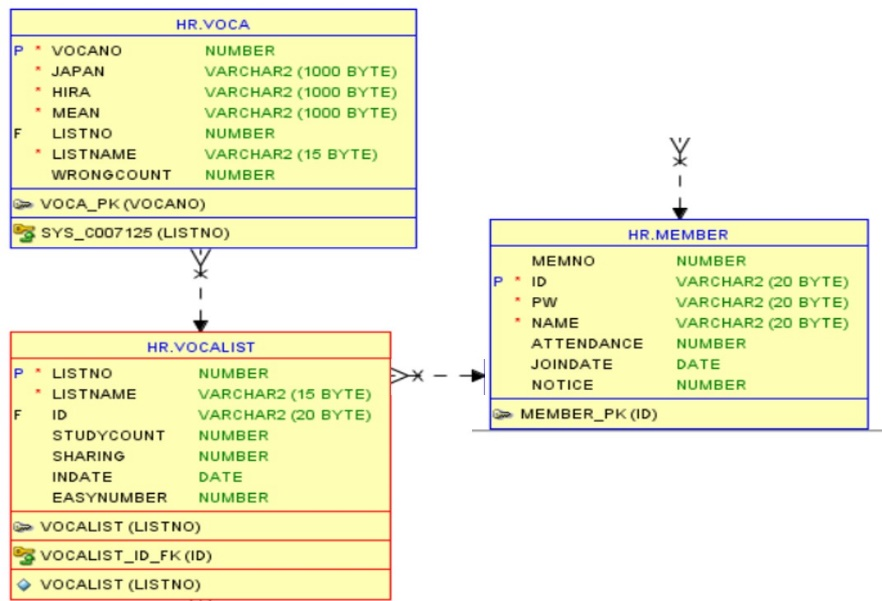 HR.VOCA
P * VOCANO NUMBER
* JAPAN VARCHAR2 (1000 BYTE)
* HIRA VARCHAR2 (1000 BYTE)
* MEAN VARCHAR2 (1000 BYTE)
F LISTNO NUMBER
* LISTNAME VARCHAR2 (15 BYTE)
WRONGCOUNT NUMBER
VOCA_PK (VOCANO)
SYS_C007125 (LISTNO)
HR.MEMBER
MEMNO NUMBER
P * ID VARCHAR2 (20 BYTE)
* PW VARCHAR2 (20 BYTE)
* NAME VARCHAR2 (20 BYTE)
ATTENDANCE NUMBER
JOINDATE DATE
NOTICE NUMBER
MEMBER_PK (ID)
HR.VOCALIST
P * LISTNO NUMBER
* LISTNAME VARCHAR2 (15 BYTE)
F ID VARCHAR2 (20 BYTE)
STUDYCOUNT NUMBER
SHARING NUMBER
INDATE DATE
EASYNUMBER NUMBER
VOCALIST (LISTNO)
VOCALIST_ID_FK (ID)
VOCALIST (LISTNO)